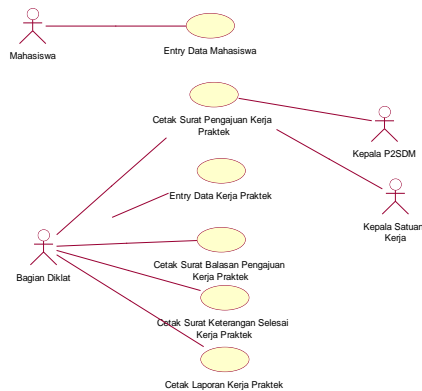 Mahasiswa
Entry Data Mahasiswa
Cetak Surat Pengajuan Kerja
Praktek
Kepala P2SDM
Entry Data Kerja Praktek
Kepala Satuan
Kerja
Bagian Diklat
Cetak Surat Balasan Pengajuan
Kerja Praktek
Cetak Surat Keterangan Selesai
Kerja Praktek
Cetak Laporan Kerja Praktek